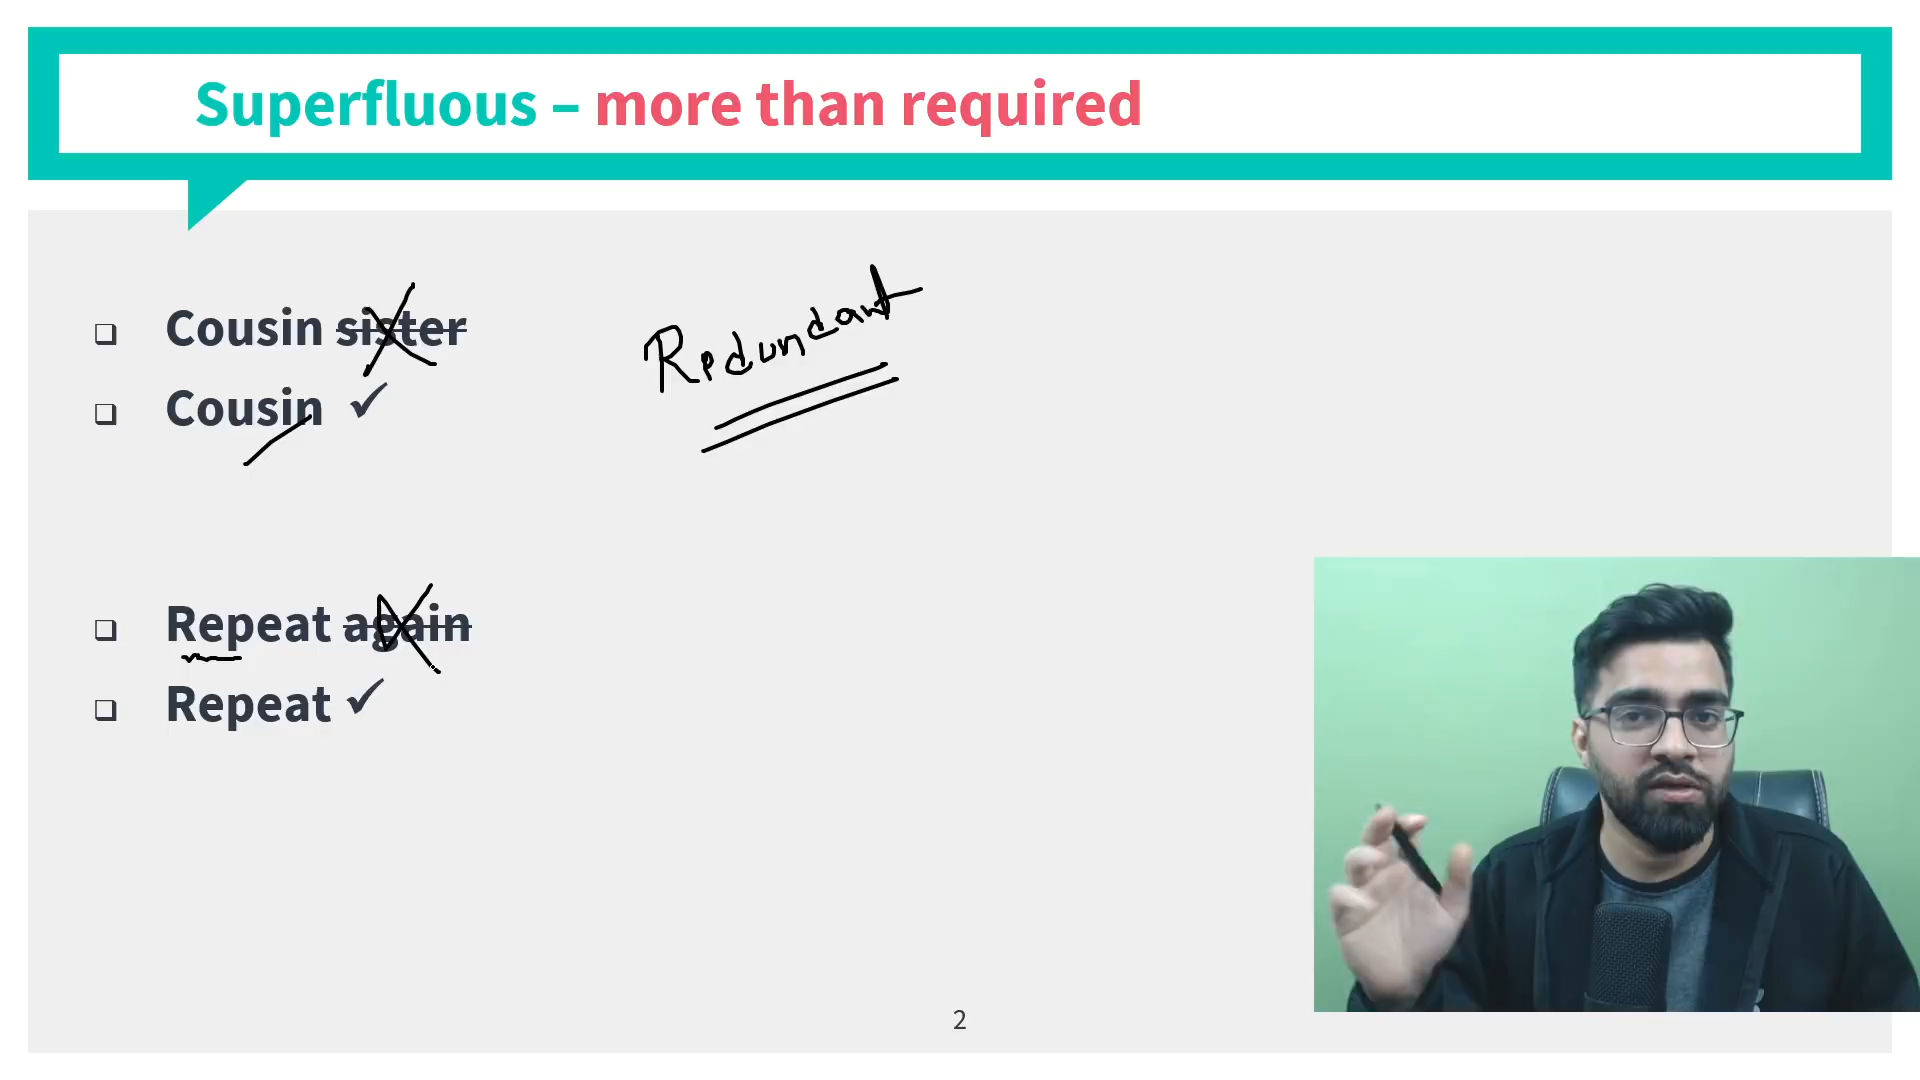 Superfluous – more than required
Cousin sister
Redundant
Cousin ✓
Repeat again
Repeat ✓
2